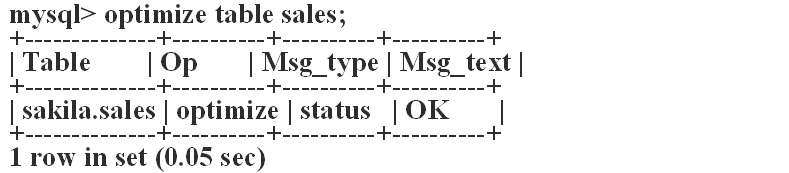 mysql> optimize table sales;
+--------------+----------+----------+----------+
| Table | Op | Msg_type | Msg_text |
+--------------+----------+----------+----------+
| sakila.sales | optimize | status | OK |
+--------------+----------+----------+----------+
1 row in set (0.05 sec)